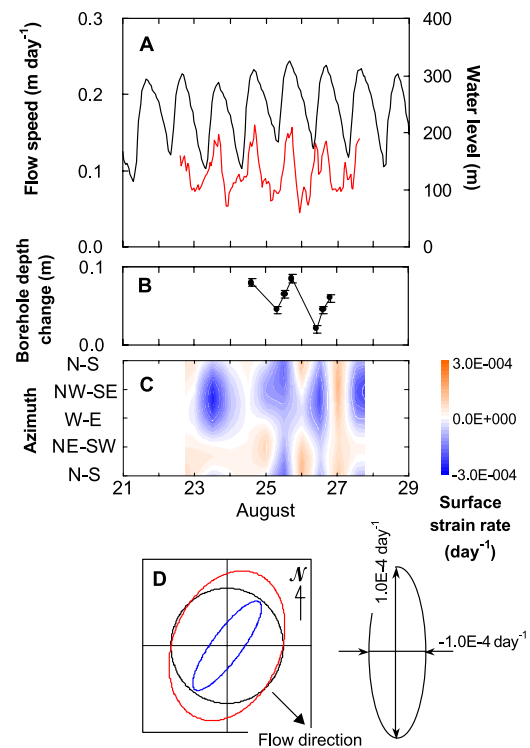 A
0.3
0.2
0.1
0.0
Flow speed (m day-1)
400
300
200
100
0
Water level (m)
B
0.1
0.0
Borehole depth
change (m)
C
N-S
NW-SE
W-E
NE-SW
N-S
Azimuth
21 23 25 27 29
August
3.0E-004
0.0E+000
-3.0E-004
Surface
strain rate
(day-1)
D
N
Flow direction
1.0E-4 day-1
-1.0E-4 day-1